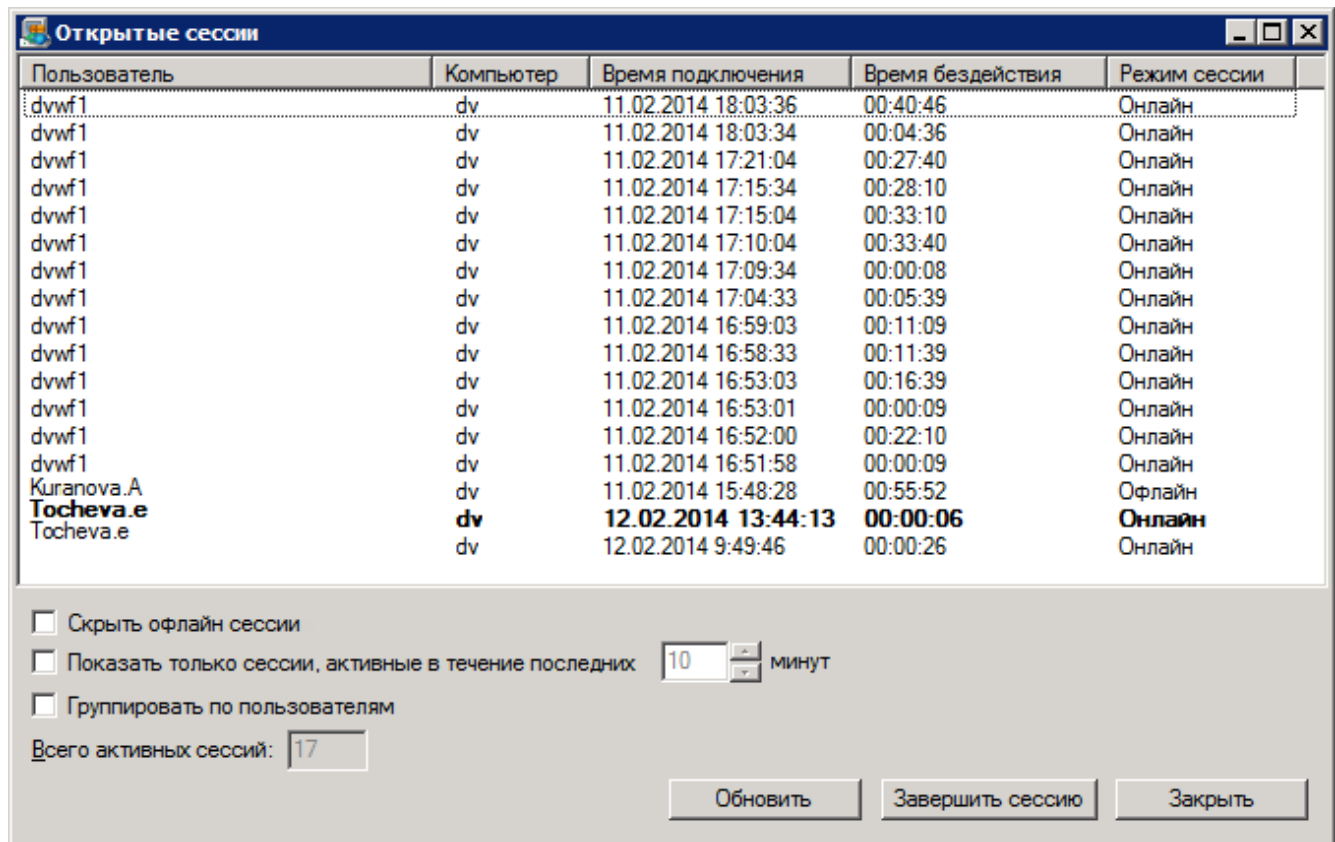 Открытые сессии
Пользователь Компьютер Время подключения Время бездействия Режим сессии
dvwf1 dv 11.02.2014 18:03:36 00:40:46 Онлайн
dvwf1 dv 11.02.2014 18:03:34 00:04:36 Онлайн
dvwf1 dv 11.02.2014 17:21:04 00:27:40 Онлайн
dvwf1 dv 11.02.2014 17:15:34 00:28:10 Онлайн
dvwf1 dv 11.02.2014 17:15:04 00:33:10 Онлайн
dvwf1 dv 11.02.2014 17:10:04 00:33:40 Онлайн
dvwf1 dv 11.02.2014 17:09:34 00:00:08 Онлайн
dvwf1 dv 11.02.2014 17:04:33 00:05:39 Онлайн
dvwf1 dv 11.02.2014 16:59:03 00:11:09 Онлайн
dvwf1 dv 11.02.2014 16:58:33 00:11:39 Онлайн
dvwf1 dv 11.02.2014 16:53:03 00:16:39 Онлайн
dvwf1 dv 11.02.2014 16:53:01 00:00:09 Онлайн
dvwf1 dv 11.02.2014 16:52:00 00:22:10 Онлайн
dvwf1 dv 11.02.2014 16:51:58 00:00:09 Онлайн
Kuranova.A dv 11.02.2014 15:48:28 00:55:52 Офлайн
Tocheva.e dv 12.02.2014 13:44:13 00:00:06 Онлайн
Tocheva.e dv 12.02.2014 9:49:46 00:00:26 Онлайн
Скрыть офлайн сессии
Показать только сессии, активные в течение последних 10 минут
Группировать по пользователям
Всего активных сессий: 17
Обновить Завершить сессию Закрыть